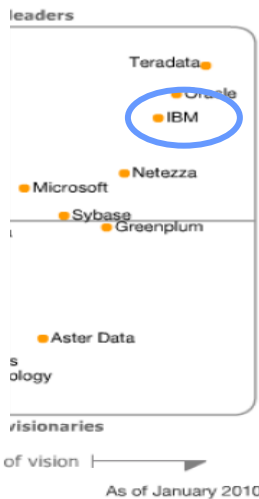 leaders
Teradata
Oracle
IBM
Netezza
Microsoft
Sybase
Greenplum
Aster Data
s
ology
visionaries
of vision
As of January 2010